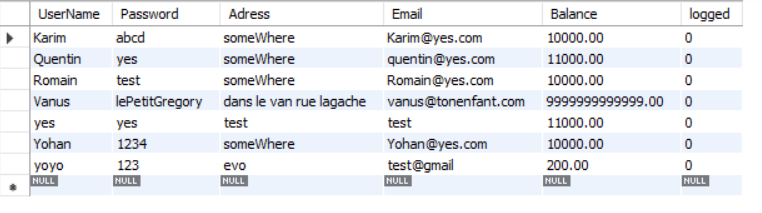 UserName Password Adress Email Balance logged
Karim abcd someWhere Karim@yes.com 10000.00 0
Quentin yes someWhere quentin@yes.com 11000.00 0
Romain test someWhere Romain@yes.com 10000.00 0
Vanus lePetitGregory dans le van rue lagache vanus@tonenfant.com 9999999999999.00 0
yes yes test test 11000.00 0
Yohan 1234 someWhere Yohan@yes.com 10000.00 0
yoyo 123 evo test@gmail 200.00 0
NULL NULL NULL NULL NULL NULL